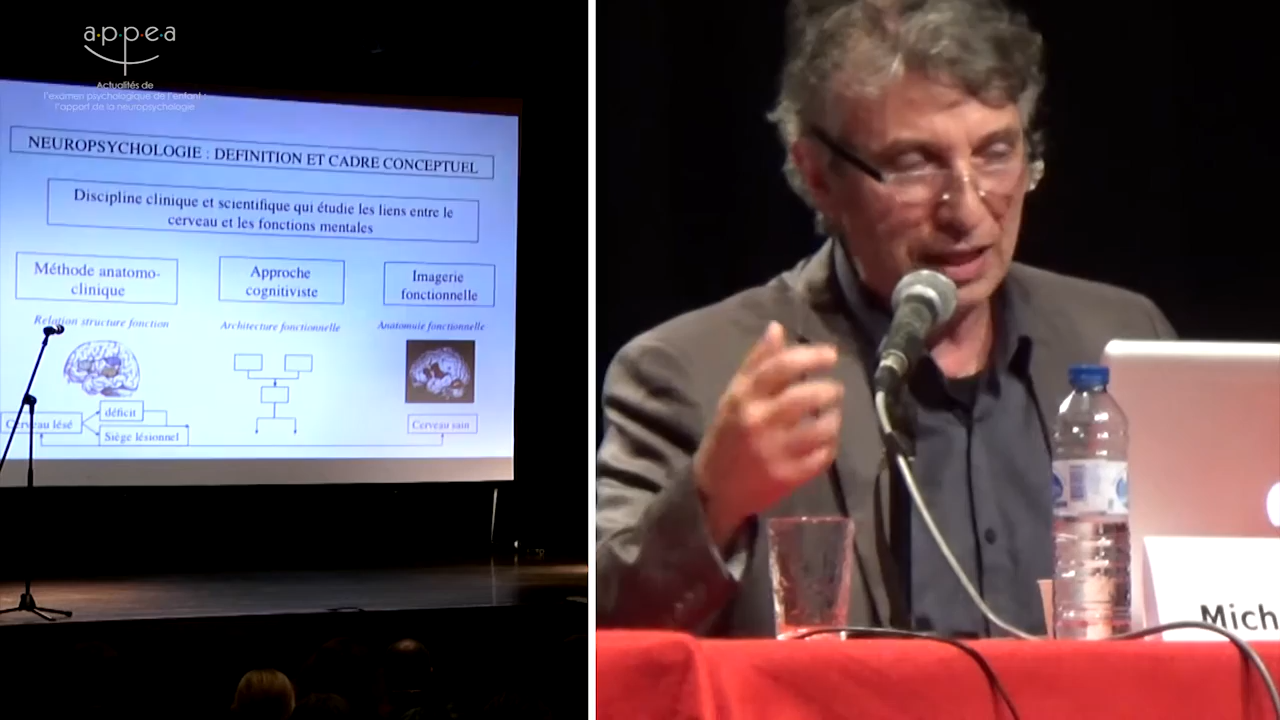 a·p·p·e·a
Actualités de
l'examen psychologique de l'enfant :
l'apport de la neuropsychologie
NEUROPSYCHOLOGIE : DEFINITION ET CADRE CONCEPTUEL
Discipline clinique et scientifique qui étudie les liens entre le
cerveau et les fonctions mentales
Méthode anatomo-
clinique
Approche
cognitiviste
Imagerie
fonctionnelle
Relation structure fonction
Architecture fonctionnelle
Anatomie fonctionnelle
Cerveau lésé
déficit
Siège lésionnel
Cerveau sain
Mich